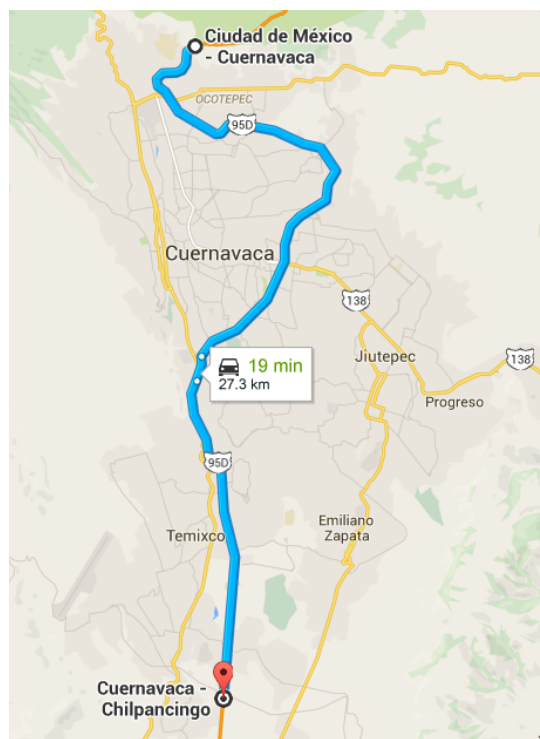 Ciudad de México
- Cuernavaca
OCOTEPEC
95D
Cuernavaca
138
19 min
27.3 km
Jiutepec
138
Progreso
95D
Temixco
Emiliano
Zapata
Cuernavaca -
Chilpancingo